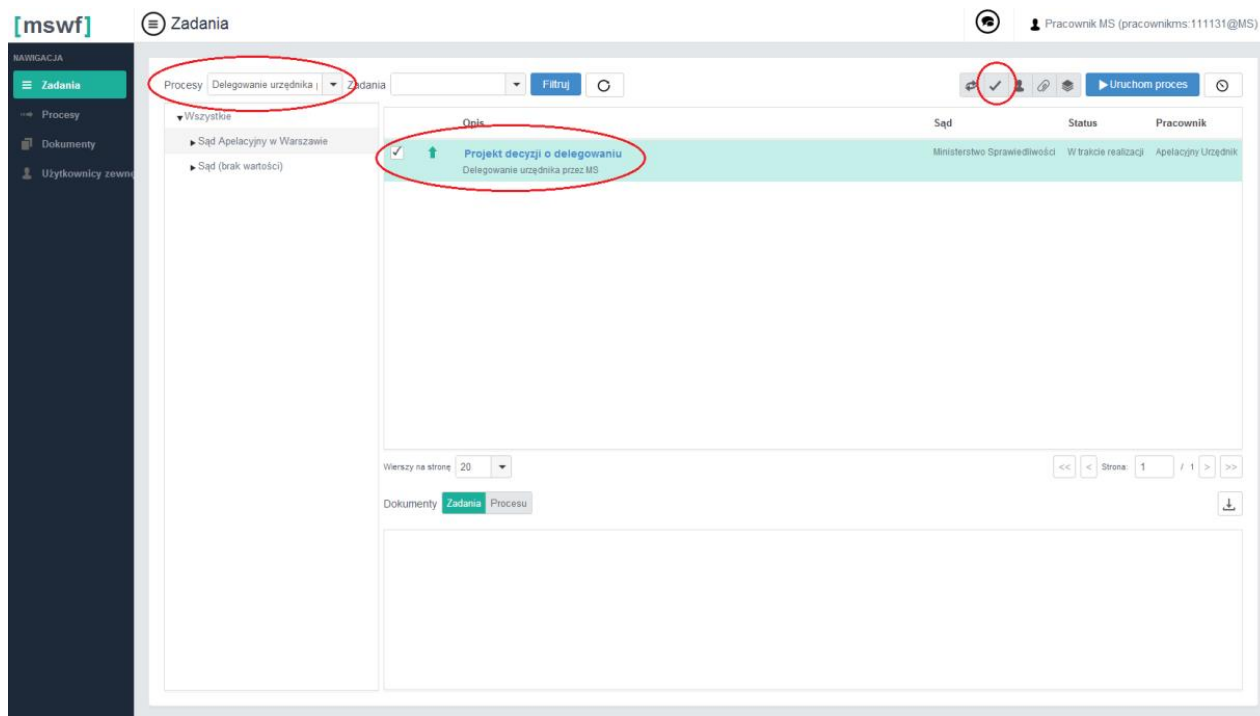 [mswf]
Zadania
Pracownik MS (pracownikms:111131@MS)
NAWIGACJA
Zadania
Procesy
Dokumenty
Użytkownicy zewnę
Procesy Delegowanie urzędnika Zadania Filtruj Uruchom proces
Wszystkie
Sąd Apelacyjny w Warszawie
Sąd (brak wartości)
Opis Sąd Status Pracownik
Projekt decyzji o delegowaniu Ministerstwo Sprawiedliwości W trakcie realizacji Apelacyjny Urzędnik
Delegowanie urzędnika przez MS
Wierszy na stronę 20 << < Strona: 1 / 1 > >>
Dokumenty Zadania Procesu